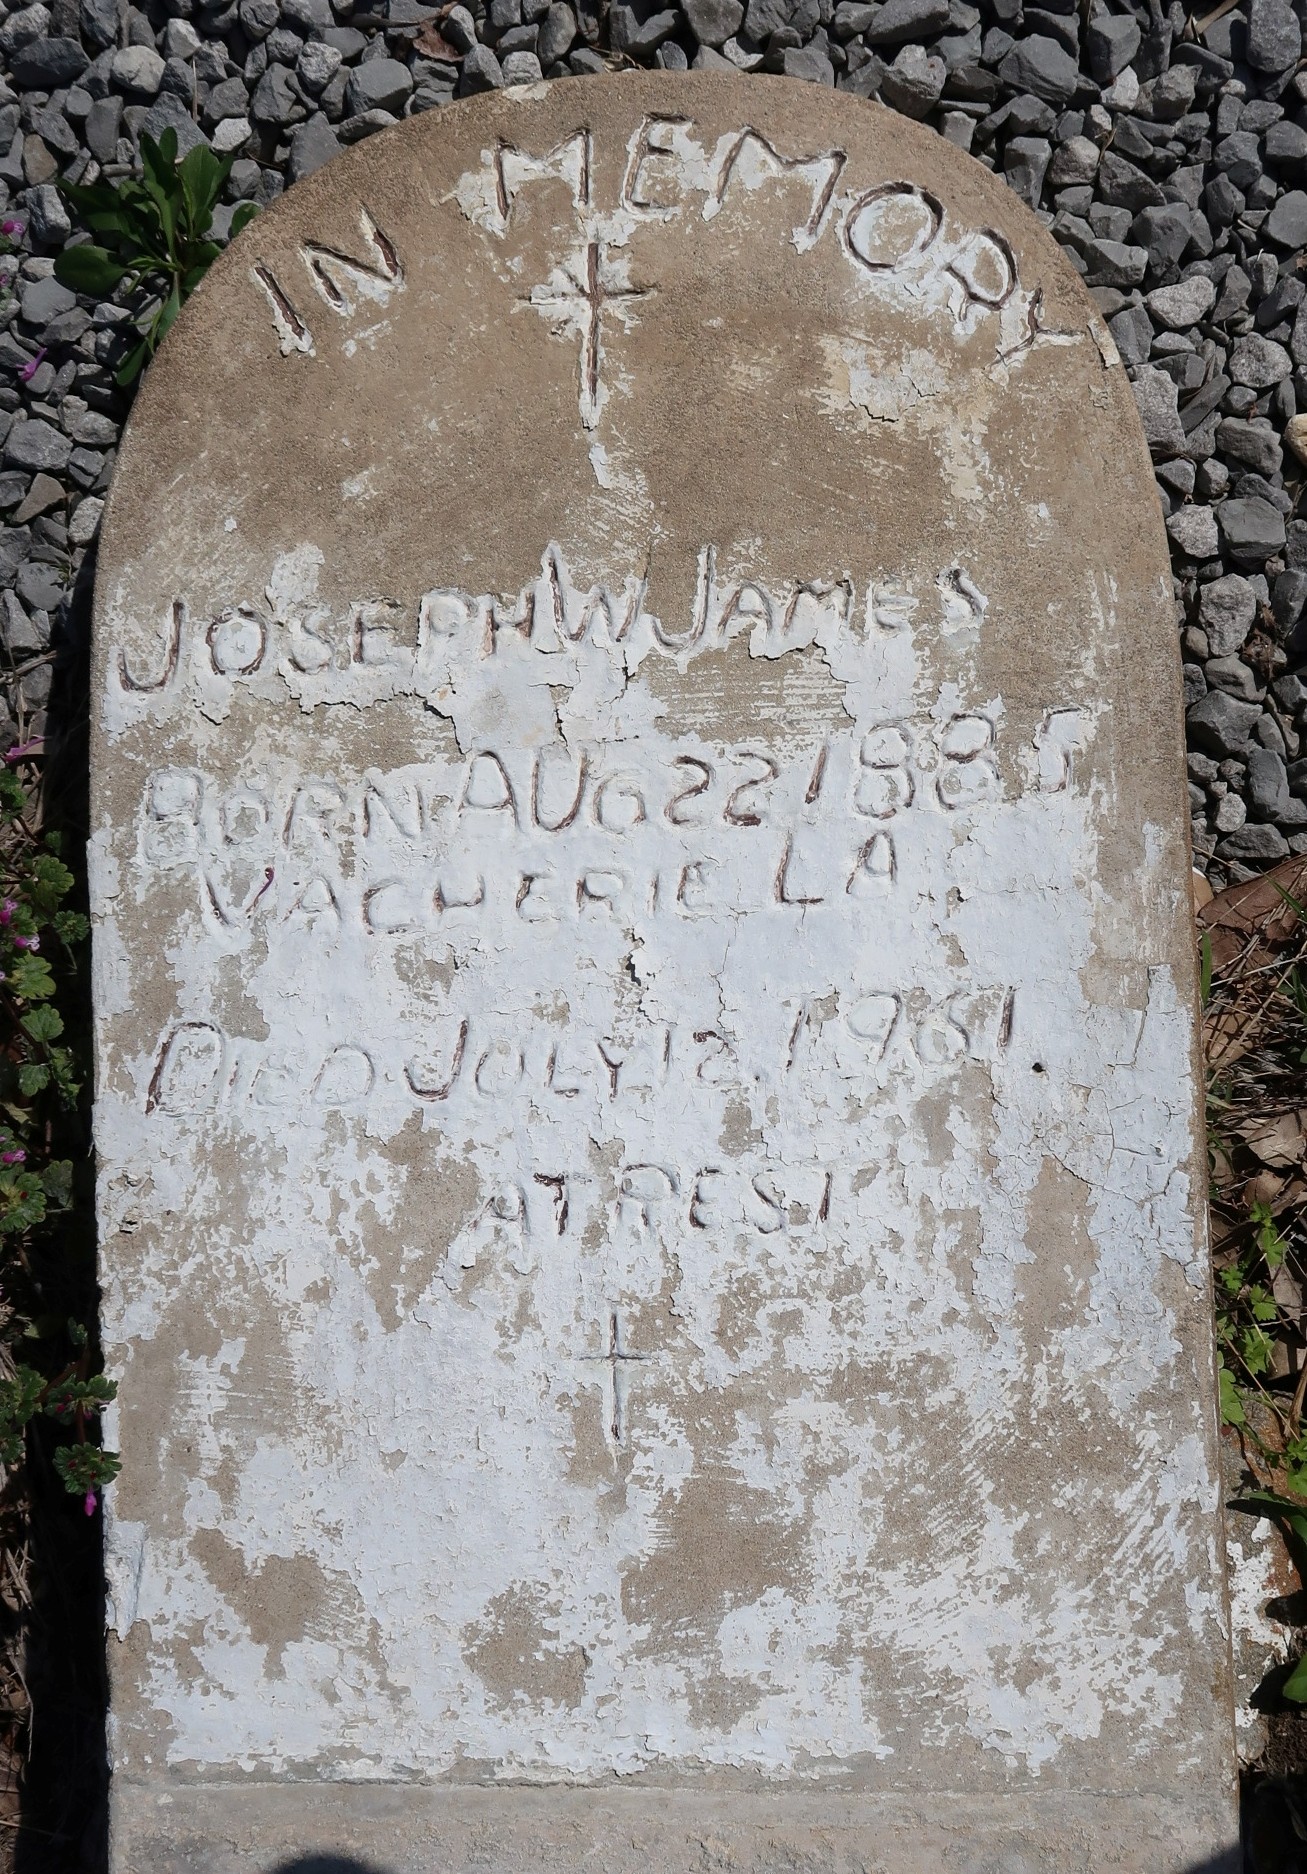 IN MEMORY
JOSEPH W JAMES
BORN AUG 22 1885
VACHERIE LA.
DIED JULY 12. 1961
AT REST